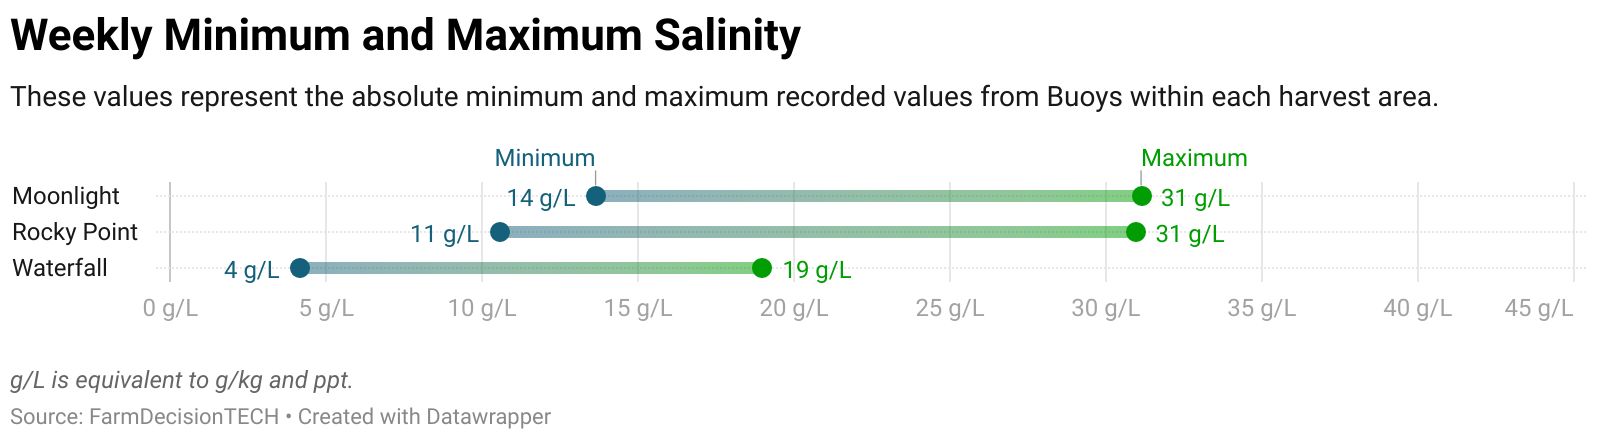 Weekly Minimum and Maximum Salinity
These values represent the absolute minimum and maximum recorded values from Buoys within each harvest area.
Minimum Maximum
Moonlight 14 g/L 31 g/L
Rocky Point 11 g/L 31 g/L
Waterfall 4 g/L 19 g/L
0 g/L 5 g/L 10 g/L 15 g/L 20 g/L 25 g/L 30 g/L 35 g/L 40 g/L 45 g/L
g/L is equivalent to g/kg and ppt.
Source: FarmDecisionTECH • Created with Datawrapper